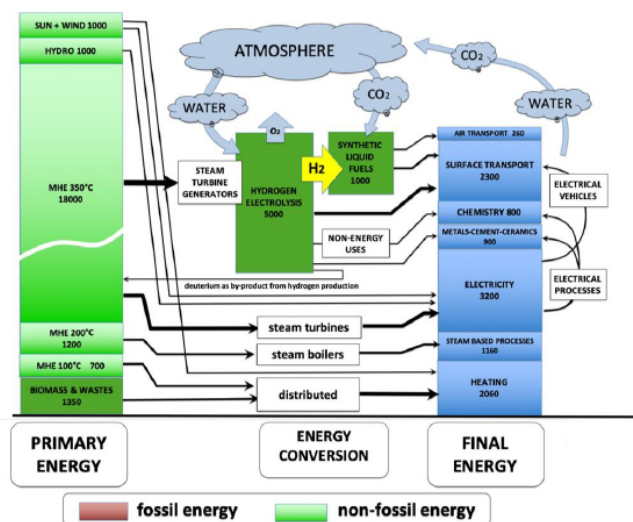 SUN + WIND 1000
HYDRO 1000
MHE 350°C
18000
MHE 200°C
1200
MHE 100°C 700
BIOMASS & WASTES
1350
ATMOSPHERE
WATER
O₂
CO₂
CO₂
WATER
STEAM
TURBINE
GENERATORS
HYDROGEN
ELECTROLYSIS
5000
H2
SYNTHETIC
LIQUID
FUELS
1000
NON-ENERGY
USES
deuterium as by-product from hydrogen production
steam turbines
steam boilers
distributed
AIR TRANSPORT 260
SURFACE TRANSPORT
2300
CHEMISTRY 800
METALS-CEMENT-CERAMICS
900
ELECTRICITY
3200
STEAM BASED PROCESSES
1160
HEATING
2060
ELECTRICAL
VEHICLES
ELECTRICAL
PROCESSES
PRIMARY
ENERGY
ENERGY
CONVERSION
FINAL
ENERGY
fossil energy
non-fossil energy